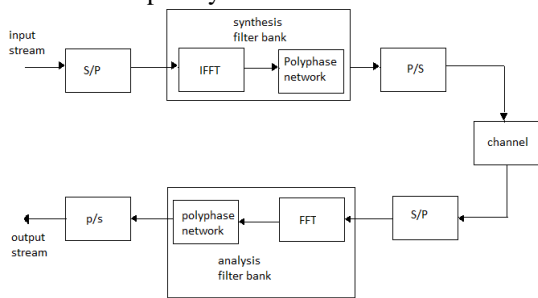 synthesis
filter bank
input
stream
S/P
IFFT
Polyphase
network
P/S
channel
p/s
polyphase
network
FFT
S/P
output
stream
analysis
filter bank